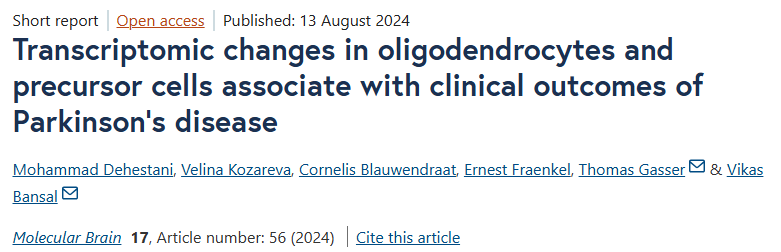 Short report | Open access | Published: 13 August 2024
Transcriptomic changes in oligodendrocytes and
precursor cells associate with clinical outcomes of
Parkinson's disease
Mohammad Dehestani, Velina Kozareva, Cornelis Blauwendraat, Ernest Fraenkel, Thomas Gasser & Vikas
Bansal
Molecular Brain 17, Article number: 56 (2024) | Cite this article